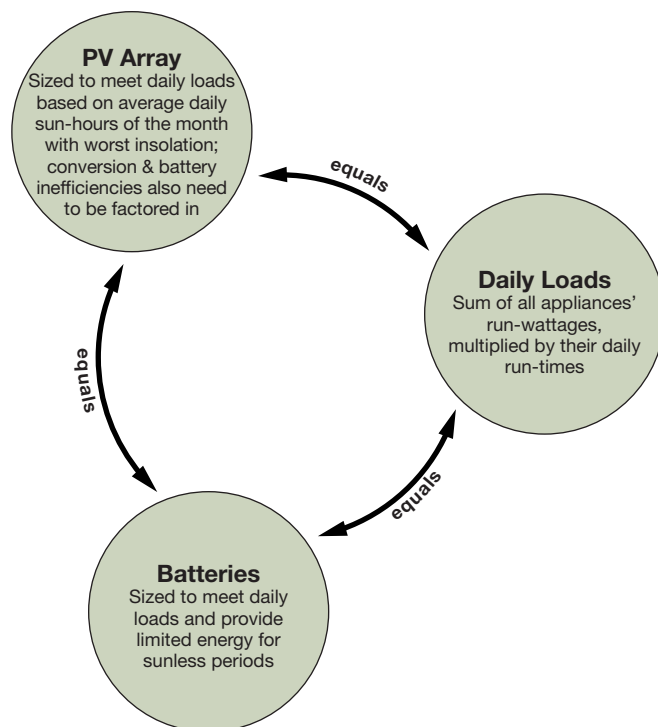 PV Array
Sized to meet daily loads
based on average daily
sun-hours of the month
with worst insolation;
conversion & battery
inefficiencies also need
to be factored in
equals
Daily Loads
Sum of all appliances’
run-wattages,
multiplied by their daily
run-times
equals
equals
Batteries
Sized to meet daily
loads and provide
limited energy for
sunless periods